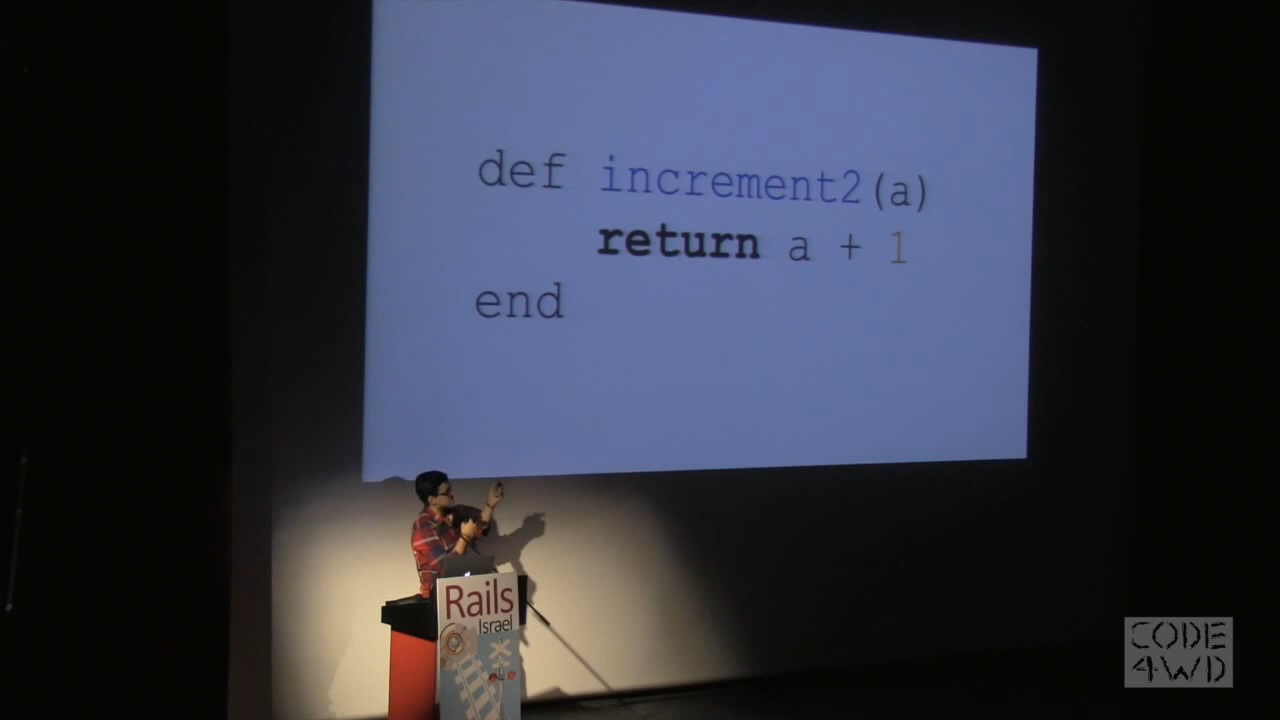 def increment2(a)
return a + 1
end
Rails
Israel
CODE
4WD